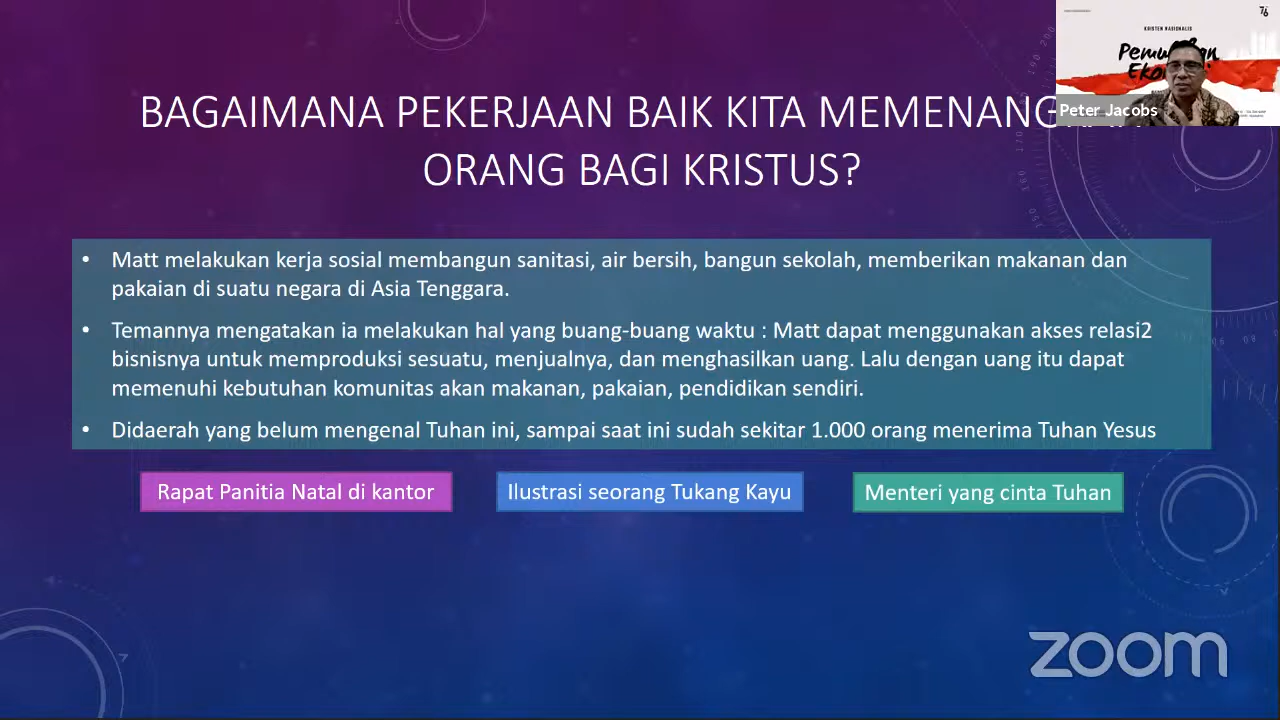 BAGAIMANA PEKERJAAN BAIK KITA
ORANG BAGI KRISTUS?
76
KRISTEN NASIONALIS
Peter Jacobs
• Matt melakukan kerja sosial membangun sanitasi, air bersih, bangun sekolah, memberikan makanan dan
pakaian di suatu negara di Asia Tenggara.
• Temannya mengatakan ia melakukan hal yang buang-buang waktu : Matt dapat menggunakan akses relasi2
bisnisnya untuk memproduksi sesuatu, menjualnya, dan menghasilkan uang. Lalu dengan uang itu dapat
memenuhi kebutuhan komunitas akan makanan, pakaian, pendidikan sendiri.
• Didaerah yang belum mengenal Tuhan ini, sampai saat ini sudah sekitar 1.000 orang menerima Tuhan Yesus
Rapat Panitia Natal di kantor
Ilustrasi seorang Tukang Kayu
Menteri yang cinta Tuhan
zoom